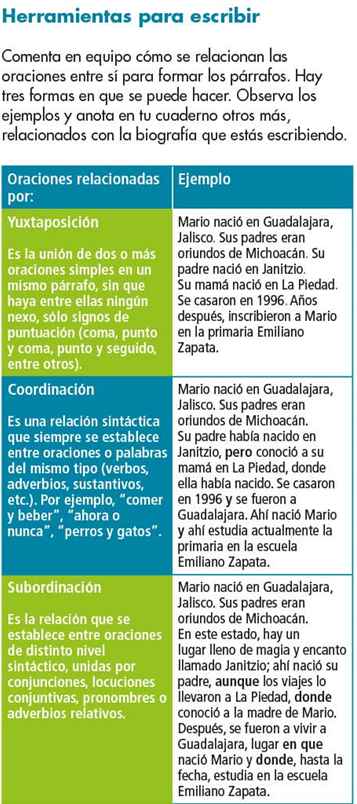 Herramientas para escribir
Comenta en equipo cómo se relacionan las
oraciones entre sí para formar los párrafos. Hay
tres formas en que se puede hacer. Observa los
ejemplos y anota en tu cuaderno otros más,
relacionados con la biografía que estás escribiendo.
Oraciones relacionadas
por:
Ejemplo
Yuxtaposición
Es la unión de dos o más
oraciones simples en un
mismo párrafo, sin que
haya entre ellas ningún
nexo, sólo signos de
puntuación (coma, punto
y coma, punto y seguido,
entre otros).
Mario nació en Guadalajara,
Jalisco. Sus padres eran
oriundos de Michoacán. Su
padre nació en Janitzio.
Su mamá nació en La Piedad.
Se casaron en 1996. Años
después, inscribieron a Mario
en la primaria Emiliano
Zapata.
Coordinación
Es una relación sintáctica
que siempre se establece
entre oraciones o palabras
del mismo tipo (verbos,
adverbios, sustantivos,
etc.). Por ejemplo, “comer
y beber”, “ahora o
nunca”, “perros y gatos”.
Mario nació en Guadalajara,
Jalisco. Sus padres eran
oriundos de Michoacán.
Su padre había nacido en
Janitzio, pero conoció a su
mamá en La Piedad, donde
ella había nacido. Se casaron
en 1996 y se fueron a
Guadalajara. Ahí nació Mario
y ahí estudia actualmente la
primaria en la escuela
Emiliano Zapata.
Subordinación
Es la relación que se
establece entre oraciones
de distinto nivel
sintáctico, unidas por
conjunciones, locuciones
conjuntivas, pronombres o
adverbios relativos.
Mario nació en Guadalajara,
Jalisco. Sus padres eran
oriundos de Michoacán.
En este estado, hay un
lugar lleno de magia y encanto
llamado Janitzio; ahí nació su
padre, aunque los viajes lo
llevaron a La Piedad, donde
conoció a la madre de Mario.
Después, se fueron a vivir a
Guadalajara, lugar en que
nació Mario y donde, hasta la
fecha, estudia en la escuela
Emiliano Zapata.